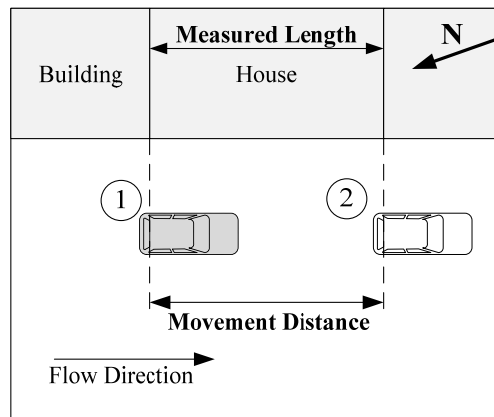 Measured Length
N
Building
House
1
2
Movement Distance
Flow Direction